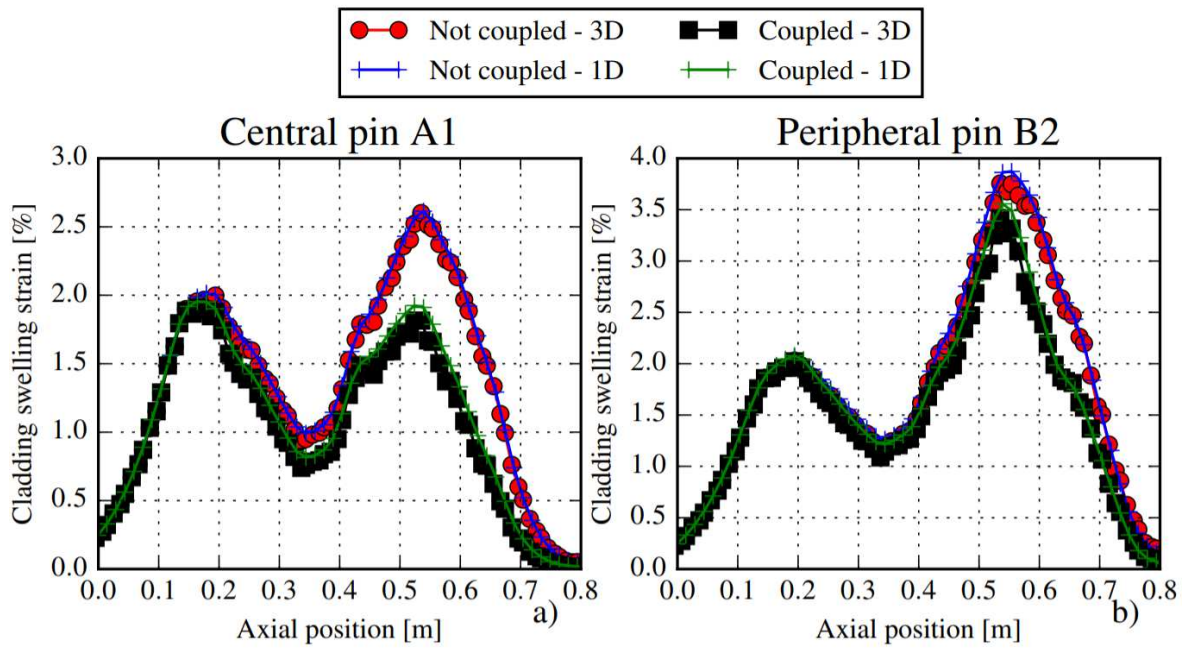 Not coupled - 3D
Coupled - 3D
Not coupled - 1D
Coupled - 1D
Central pin A1
3.0
2.5
2.0
1.5
1.0
0.5
0.0
Cladding swelling strain [%]
0.0 0.1 0.2 0.3 0.4 0.5 0.6 0.7 0.8
Axial position [m]
a)
Peripheral pin B2
4.0
3.5
3.0
2.5
2.0
1.5
1.0
0.5
0.0
Cladding swelling strain [%]
0.0 0.1 0.2 0.3 0.4 0.5 0.6 0.7 0.8
Axial position [m]
b)